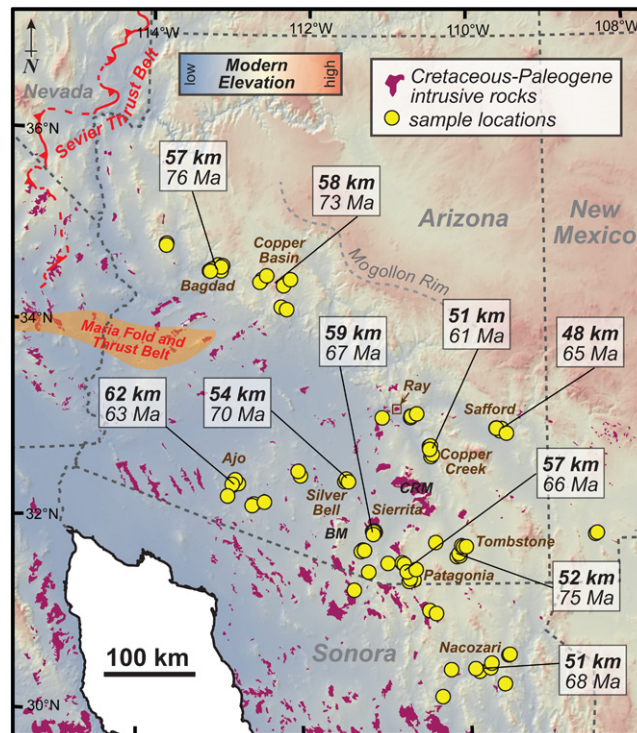 114°W
112°W
110°W
108°W
N
Nevada
Sevier Thrust Belt
low
Modern
Elevation
high
Cretaceous-Paleogene
intrusive rocks
sample locations
36°N
57 km
76 Ma
58 km
73 Ma
Arizona
New
Mexico
Copper
Basin
Bagdad
Mogollon Rim
34°N
Maria Fold and
Thrust Belt
59 km
67 Ma
51 km
61 Ma
48 km
65 Ma
62 km
63 Ma
54 km
70 Ma
Ray
Safford
Copper
Creek
57 km
66 Ma
Ajo
Silver
Bell
CRM
Sierrita
32°N
BM
Tombstone
Patagonia
52 km
75 Ma
100 km
Sonora
Nacozari
51 km
68 Ma
30°N